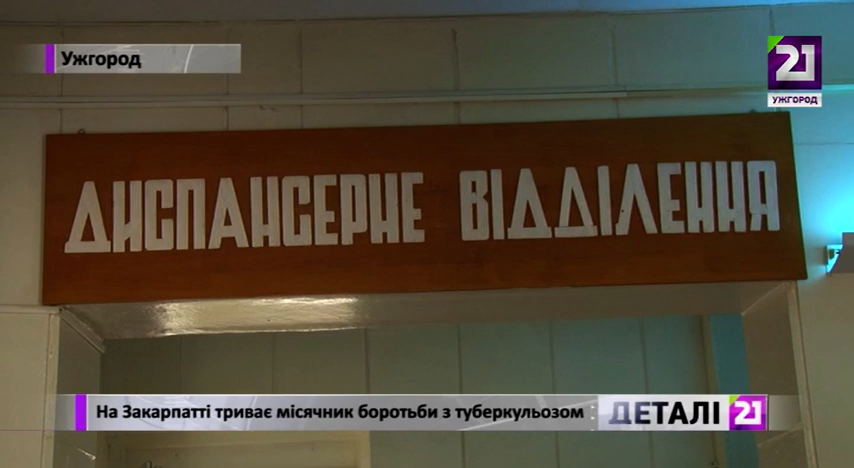 Ужгород
21
УЖГОРОД
ДИСПАНСЕРНЕ ВІДДІЛЕННЯ
На Закарпатті триває місячник боротьби з туберкульозом
ДЕТАЛІ 21